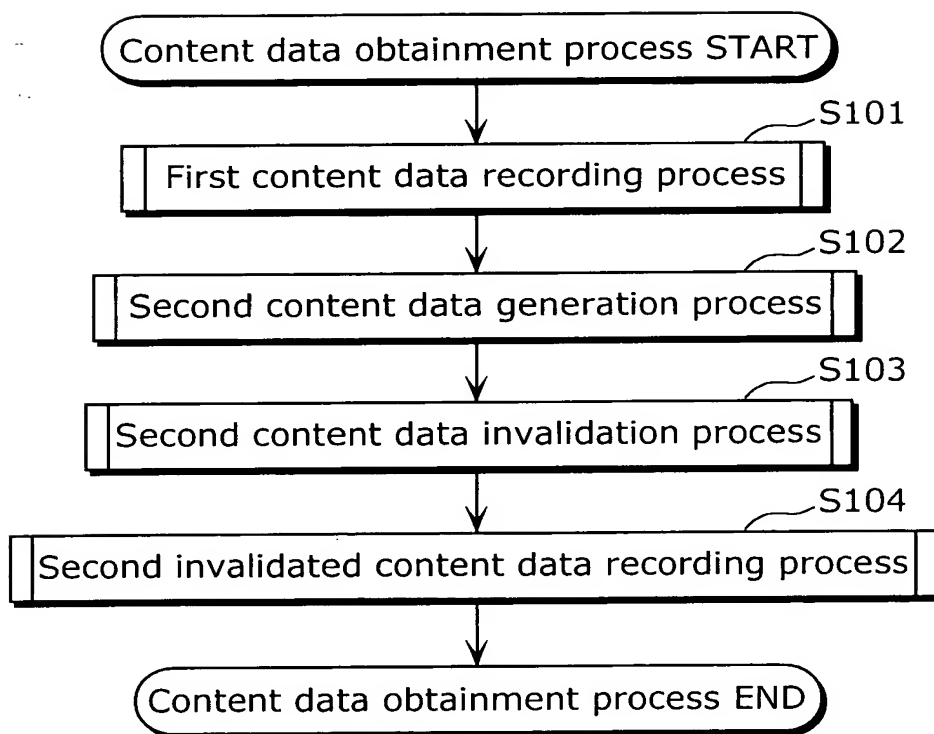 Content data obtainment process START
S101
First content data recording process
S102
Second content data generation process
S103
Second content data invalidation process
S104
Second invalidated content data recording process
Content data obtainment process END